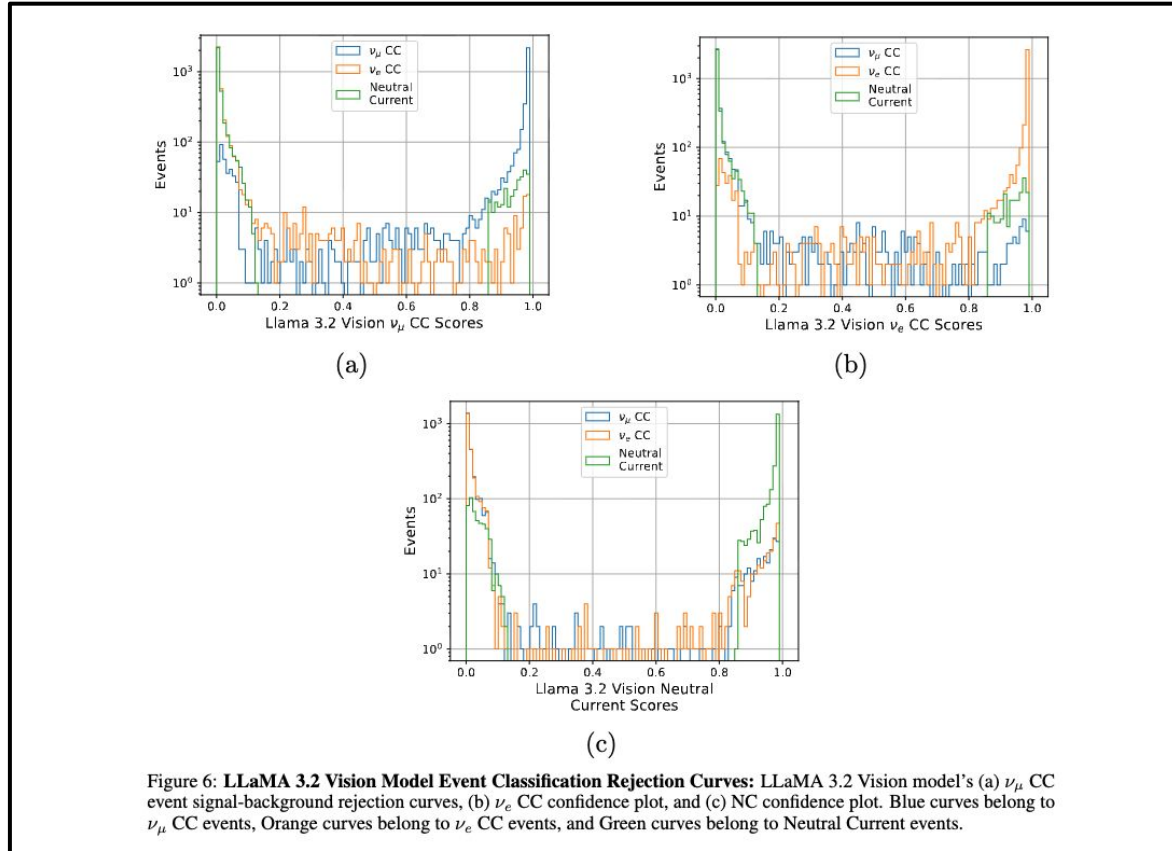 ν_μ CC
ν_e CC
Neutral
Current
10³
10²
10¹
10⁰
Events
0.0 0.2 0.4 0.6 0.8 1.0
Llama 3.2 Vision ν_μ CC Scores
(a)
ν_μ CC
ν_e CC
Neutral
Current
10³
10²
10¹
10⁰
Events
0.0 0.2 0.4 0.6 0.8 1.0
Llama 3.2 Vision ν_e CC Scores
(b)
ν_μ CC
ν_e CC
Neutral
Current
10³
10²
10¹
10⁰
Events
0.0 0.2 0.4 0.6 0.8 1.0
Llama 3.2 Vision Neutral
Current Scores
(c)
Figure 6: LLaMA 3.2 Vision Model Event Classification Rejection Curves: LLaMA 3.2 Vision model's (a) ν_μ CC
event signal-background rejection curves, (b) ν_e CC confidence plot, and (c) NC confidence plot. Blue curves belong to
ν_μ CC events, Orange curves belong to ν_e CC events, and Green curves belong to Neutral Current events.